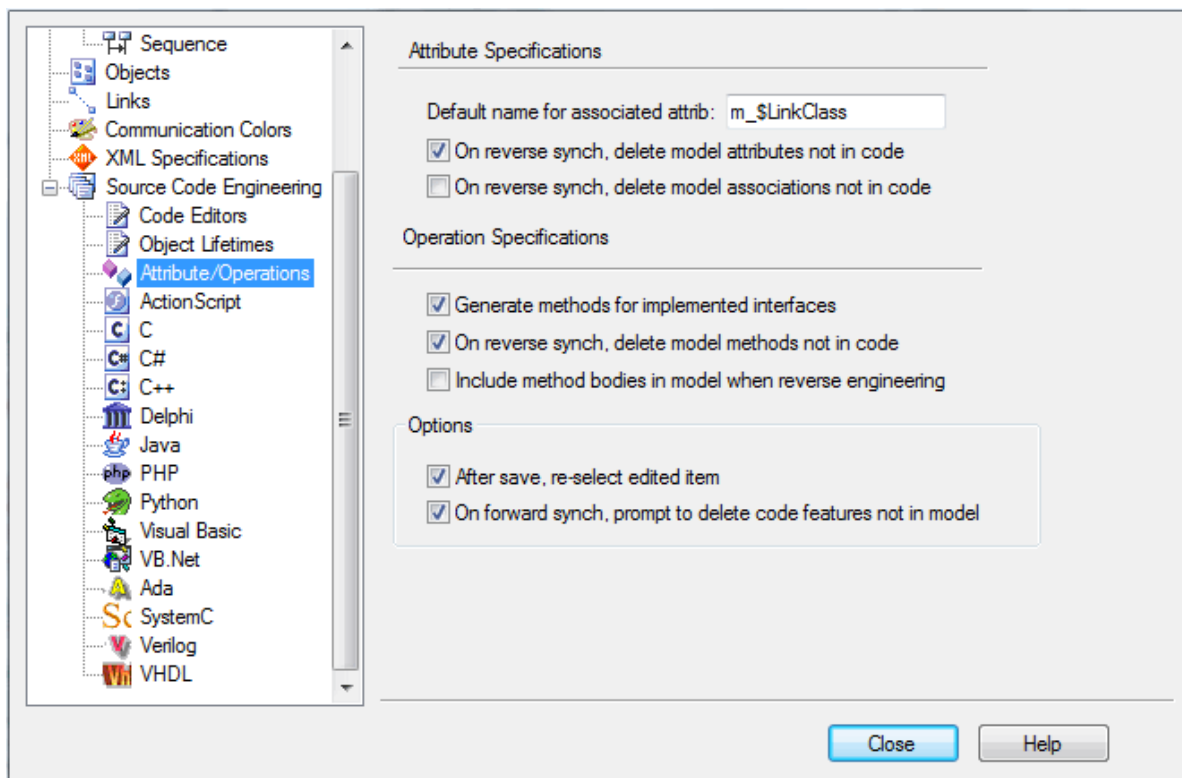 Sequence
Objects
Links
Communication Colors
XML Specifications
Source Code Engineering
Code Editors
Object Lifetimes
Attribute/Operations
ActionScript
C
C#
C++
Delphi
Java
php PHP
Python
Visual Basic
VB.Net
Ada
SystemC
Verilog
VHDL
Attribute Specifications
Default name for associated attrib: m_$LinkClass
On reverse synch, delete model attributes not in code
On reverse synch, delete model associations not in code
Operation Specifications
Generate methods for implemented interfaces
On reverse synch, delete model methods not in code
Include method bodies in model when reverse engineering
Options
After save, re-select edited item
On forward synch, prompt to delete code features not in model
Close
Help